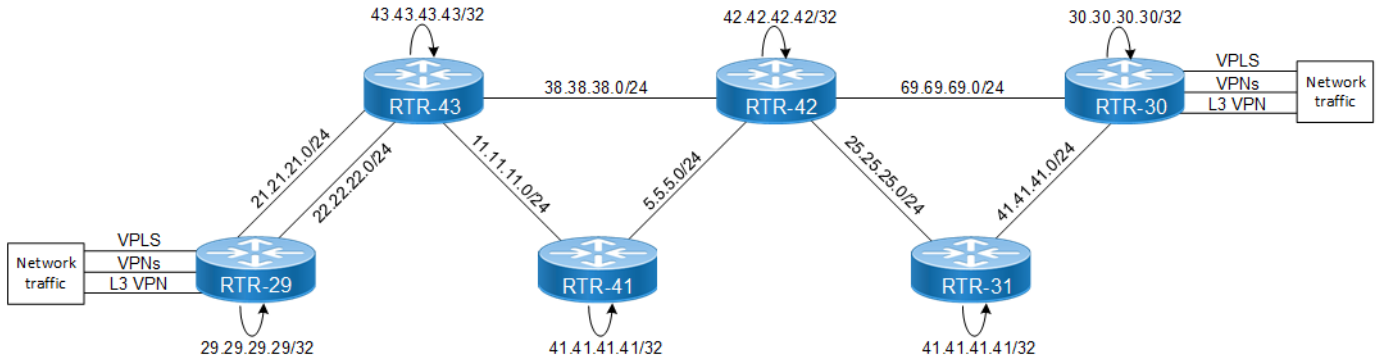 43.43.43.43/32
42.42.42.42/32
30.30.30.30/32
RTR-43
38.38.38.0/24
RTR-42
69.69.69.0/24
RTR-30
VPLS
VPNs
L3 VPN
Network
traffic
21.21.21.0/24
22.22.22.0/24
11.11.11.0/24
5.5.5.0/24
25.25.25.0/24
41.41.41.0/24
Network
traffic
VPLS
VPNs
L3 VPN
RTR-29
RTR-41
RTR-31
29.29.29.29/32
41.41.41.41/32
41.41.41.41/32